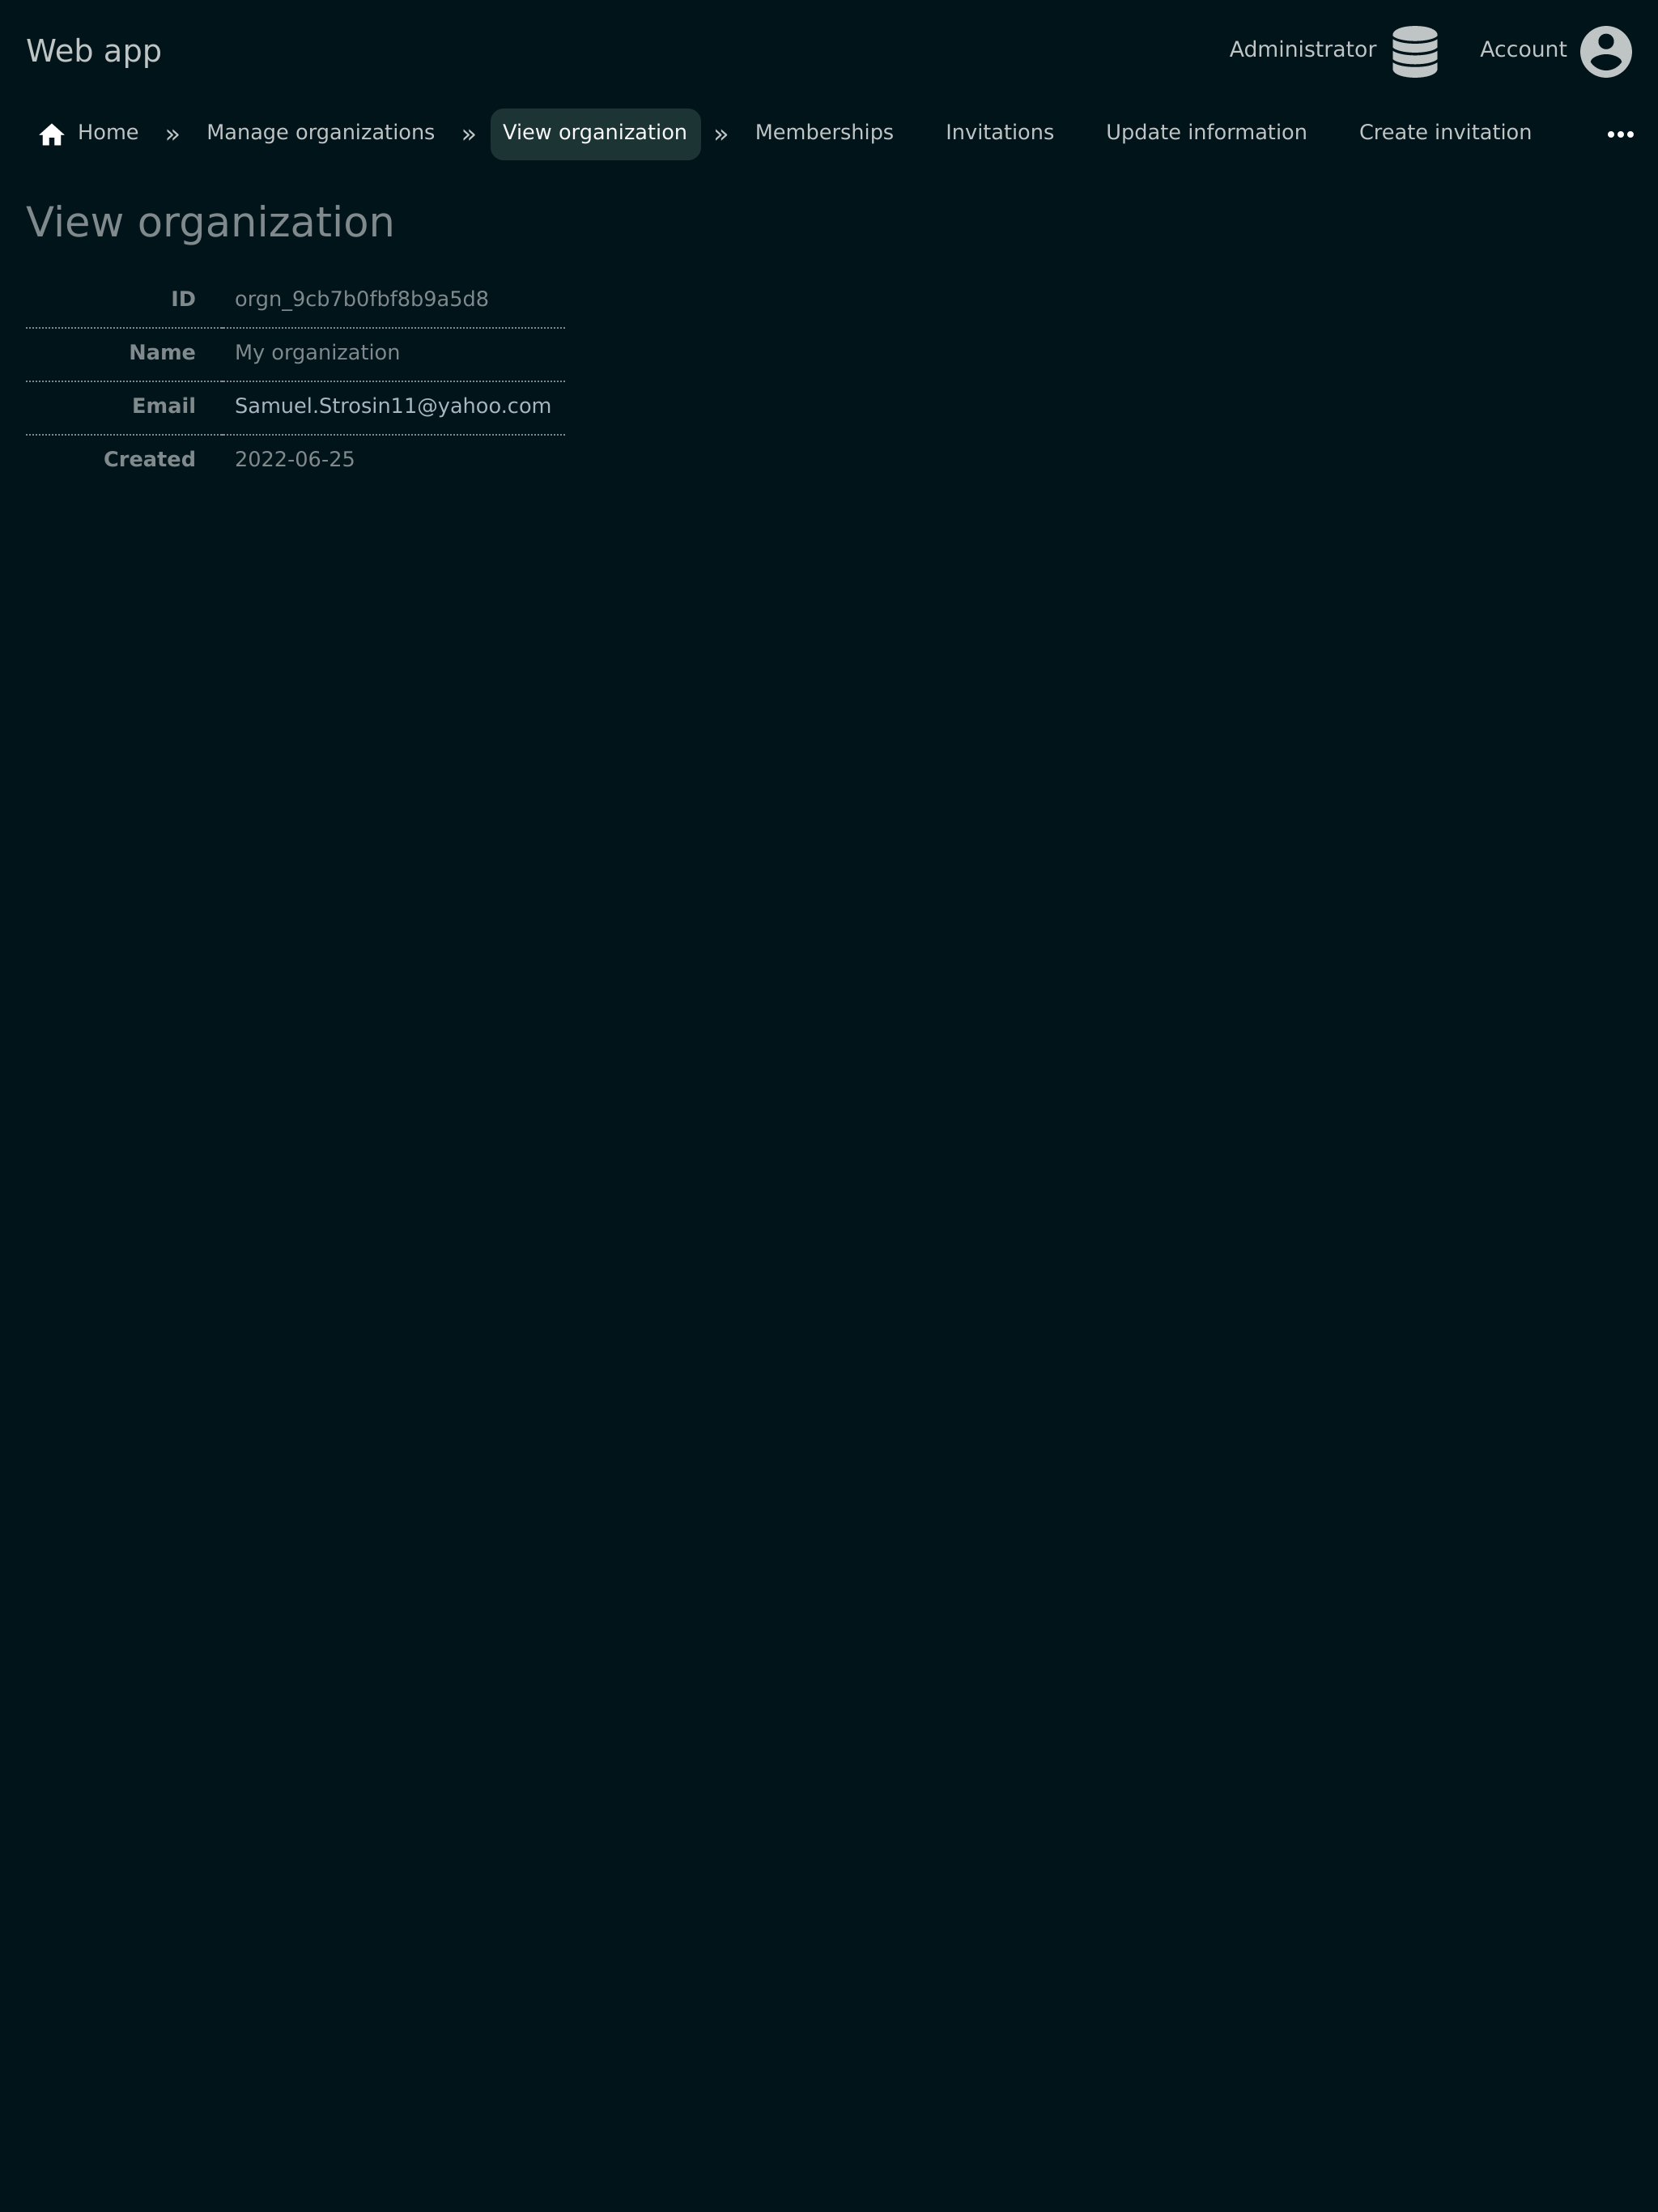 Web app
Administrator Account
Home » Manage organizations » View organization » Memberships Invitations Update information Create invitation
View organization
ID orgn_9cb7b0fbf8b9a5d8
Name My organization
Email Samuel.Strosin11@yahoo.com
Created 2022-06-25